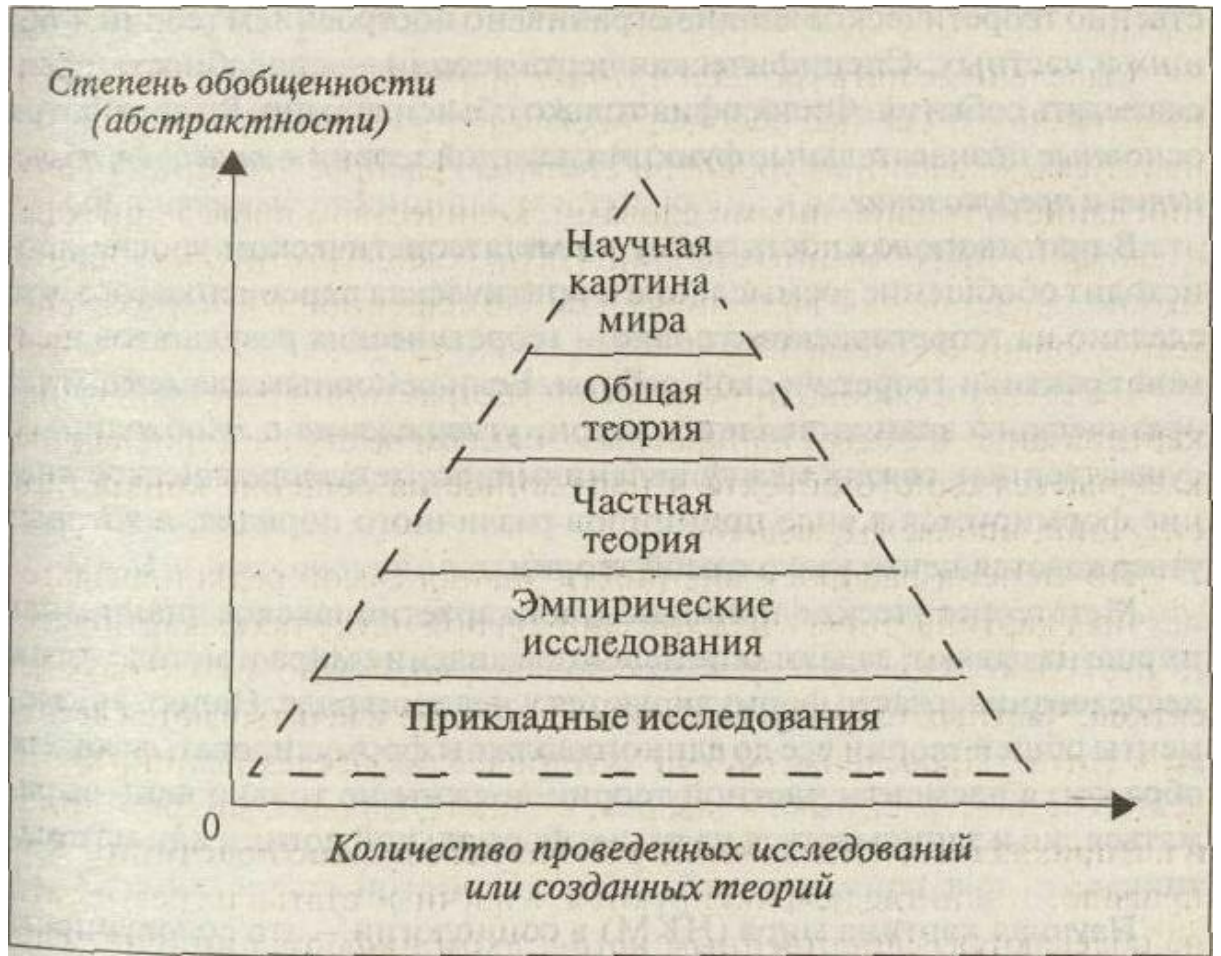 Степень обобщенности
(абстрактности)
Научная
картина
мира
Общая
теория
Частная
теория
Эмпирические
исследования
Прикладные исследования
0
Количество проведенных исследований
или созданных теорий